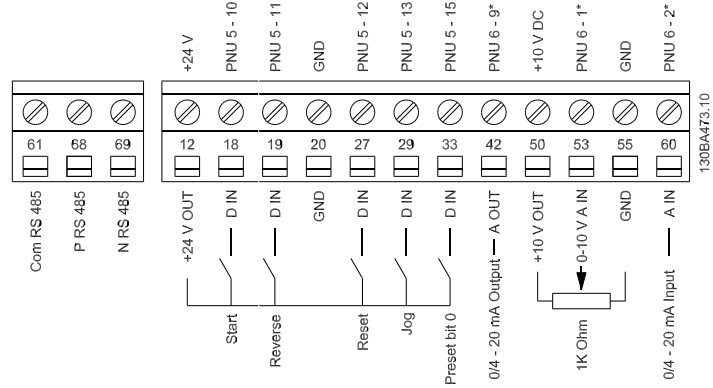 +24 V
PNU 5 - 10
PNU 5 - 11
GND
PNU 5 - 12
PNU 5 - 13
PNU 5 - 15
PNU 6 - 9*
+10 V DC
PNU 6 - 1*
GND
PNU 6 - 2*
61 68 69 12 18 19 20 27 29 33 42 50 53 55 60
Com RS 485
P RS 485
N RS 485
+24 V OUT
D IN
D IN
GND
D IN
D IN
D IN
0/4 - 20 mA Output A OUT
+10 V OUT
0-10 V A IN
GND
0/4 - 20 mA Input A IN
Start
Reverse
Reset
Jog
Preset bit 0
1K Ohm
130BA473.10